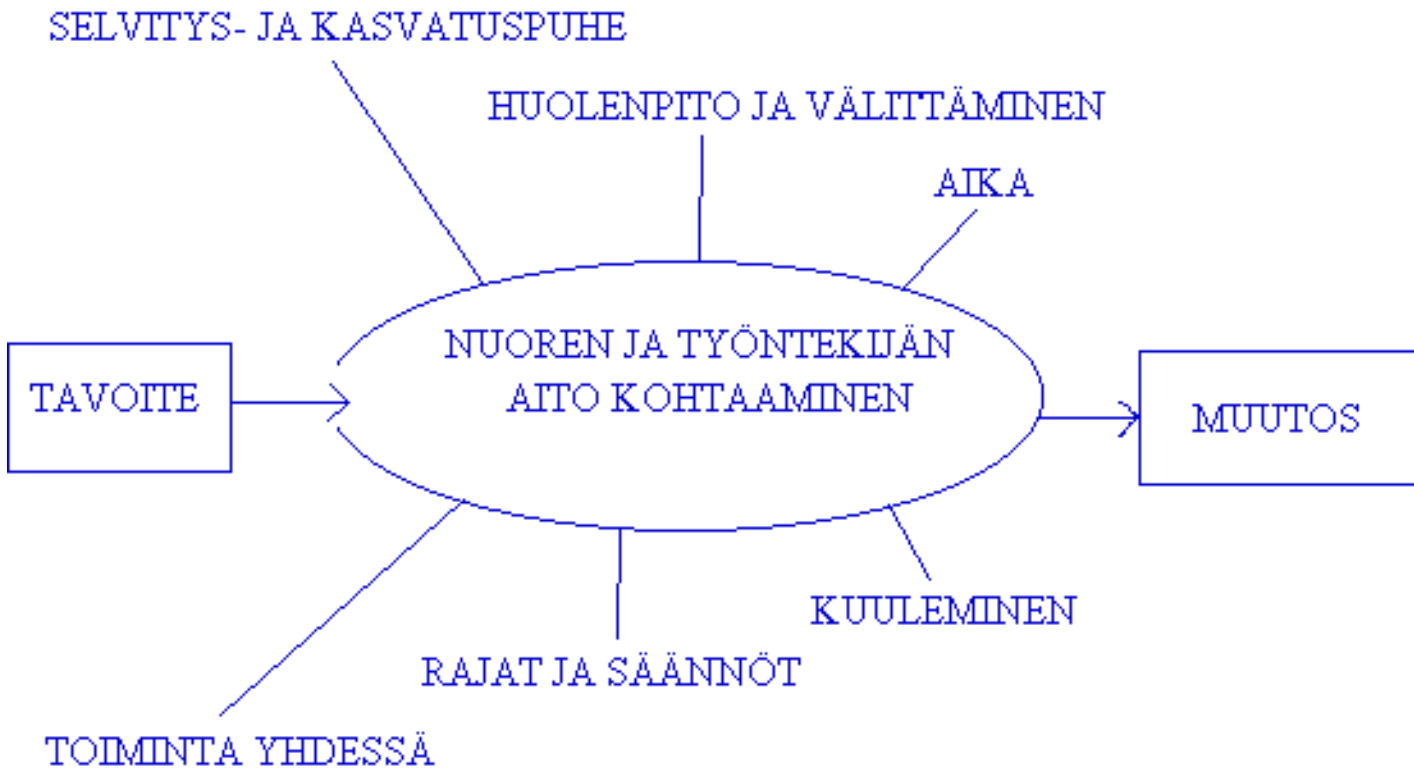 SELVITYS- JA KASVATUSPUHE
HUOLENPITO JA VÄLITTÄMINEN
AIKA
NUOREN JA TYÖNTEKIJÄN
AITO KOHTAAMINEN
TAVOITE
MUUTOS
KUULEMINEN
RAJAT JA SÄÄNNÖT
TOIMINTA YHDESSÄ